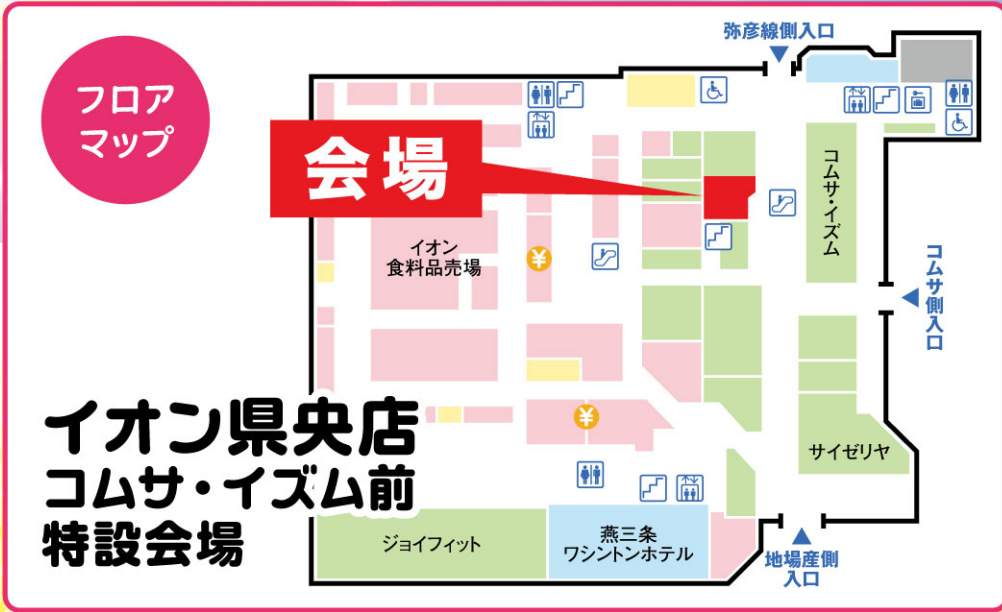 フロア
マップ
弥彦線側入口
会場
コムサ・イズム
イオン
食料品売場
¥
コムサ側入口
¥
イオン県央店
コムサ・イズム前
特設会場
サイゼリヤ
ジョイフィット
燕三条
ワシントンホテル
地場産側
入口